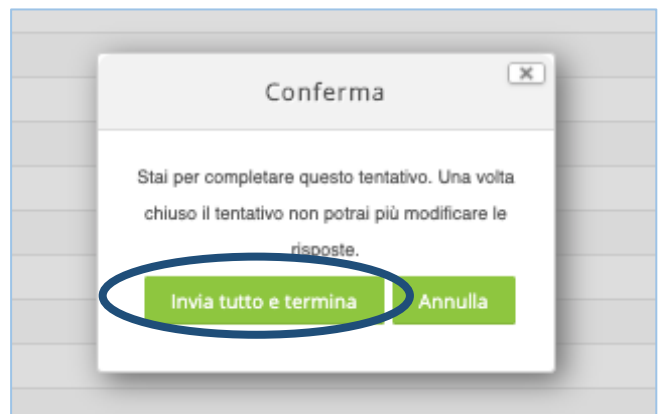 Conferma
Stai per completare questo tentativo. Una volta
chiuso il tentativo non potrai più modificare le
risposte.
Invia tutto e termina Annulla